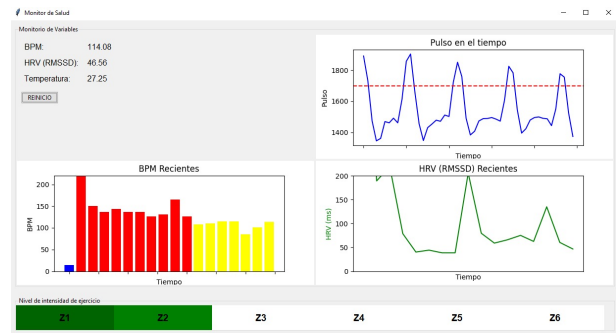 Monitor de Salud
Monitorio de Variables
BPM: 114.08
HRV (RMSSD): 46.56
Temperatura: 27.25
REINICIO
Pulso en el tiempo
Pulso
1800
1600
1400
Tiempo
BPM Recientes
BPM
200
150
100
50
0
Tiempo
HRV (RMSSD) Recientes
HRV (ms)
200
150
100
50
0
Tiempo
Nivel de intensidad de ejercicio
Z1 Z2 Z3 Z4 Z5 Z6